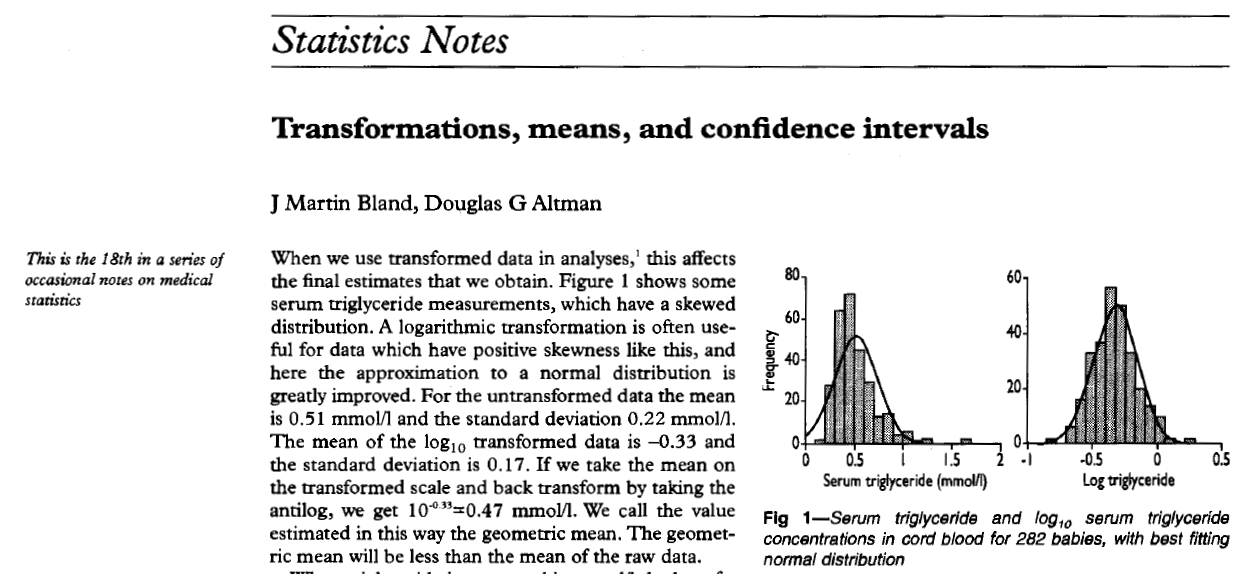 Statistics Notes
Transformations, means, and confidence intervals
J Martin Bland, Douglas G Altman
This is the 18th in a series of
occasional notes on medical
statistics
When we use transformed data in analyses,¹ this affects
the final estimates that we obtain. Figure 1 shows some
serum triglyceride measurements, which have a skewed
distribution. A logarithmic transformation is often use-
ful for data which have positive skewness like this, and
here the approximation to a normal distribution is
greatly improved. For the untransformed data the mean
is 0.51 mmol/l and the standard deviation 0.22 mmol/l.
The mean of the log₁₀ transformed data is –0.33 and
the standard deviation is 0.17. If we take the mean on
the transformed scale and back transform by taking the
antilog, we get 10⁻⁰·³³=0.47 mmol/l. We call the value
estimated in this way the geometric mean. The geomet-
ric mean will be less than the mean of the raw data.
Frequency
80
60
40
20
0
0 0.5 1 1.5 2
Serum triglyceride (mmol/l)
60
40
20
0
-1 -0.5 0 0.5
Log triglyceride
Fig 1—Serum triglyceride and log₁₀ serum triglyceride
concentrations in cord blood for 282 babies, with best fitting
normal distribution